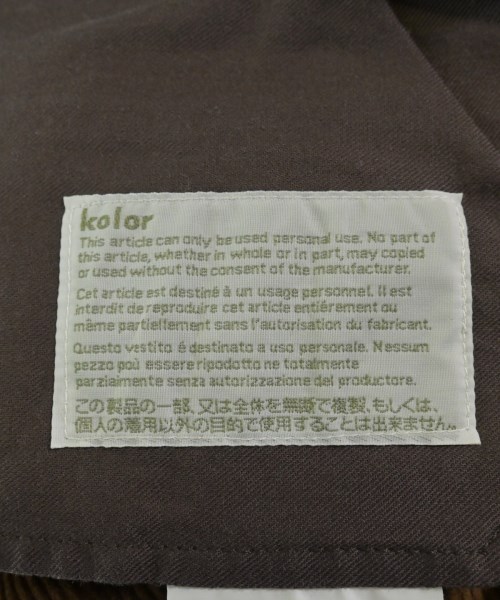 kolor
This article can only be used personal use. No part of
this article, whether in whole or in part, may copied
or used without the consent of the manufacturer.
Cet article est destiné à un usage personnel. Il est
interdit de reproduire cet article entiérement ou
même partiellement sans l'autorisation du fabricant.
Questo vestito é destinato a uso personale. Nessum
pezzo poù essere ripodotto ne totalmente
parzialmente senza autorizzazione del productore.
この製品の一部、又は全体を無断で複製、もしくは、
個人の着用以外の目的で使用することは出来ません。